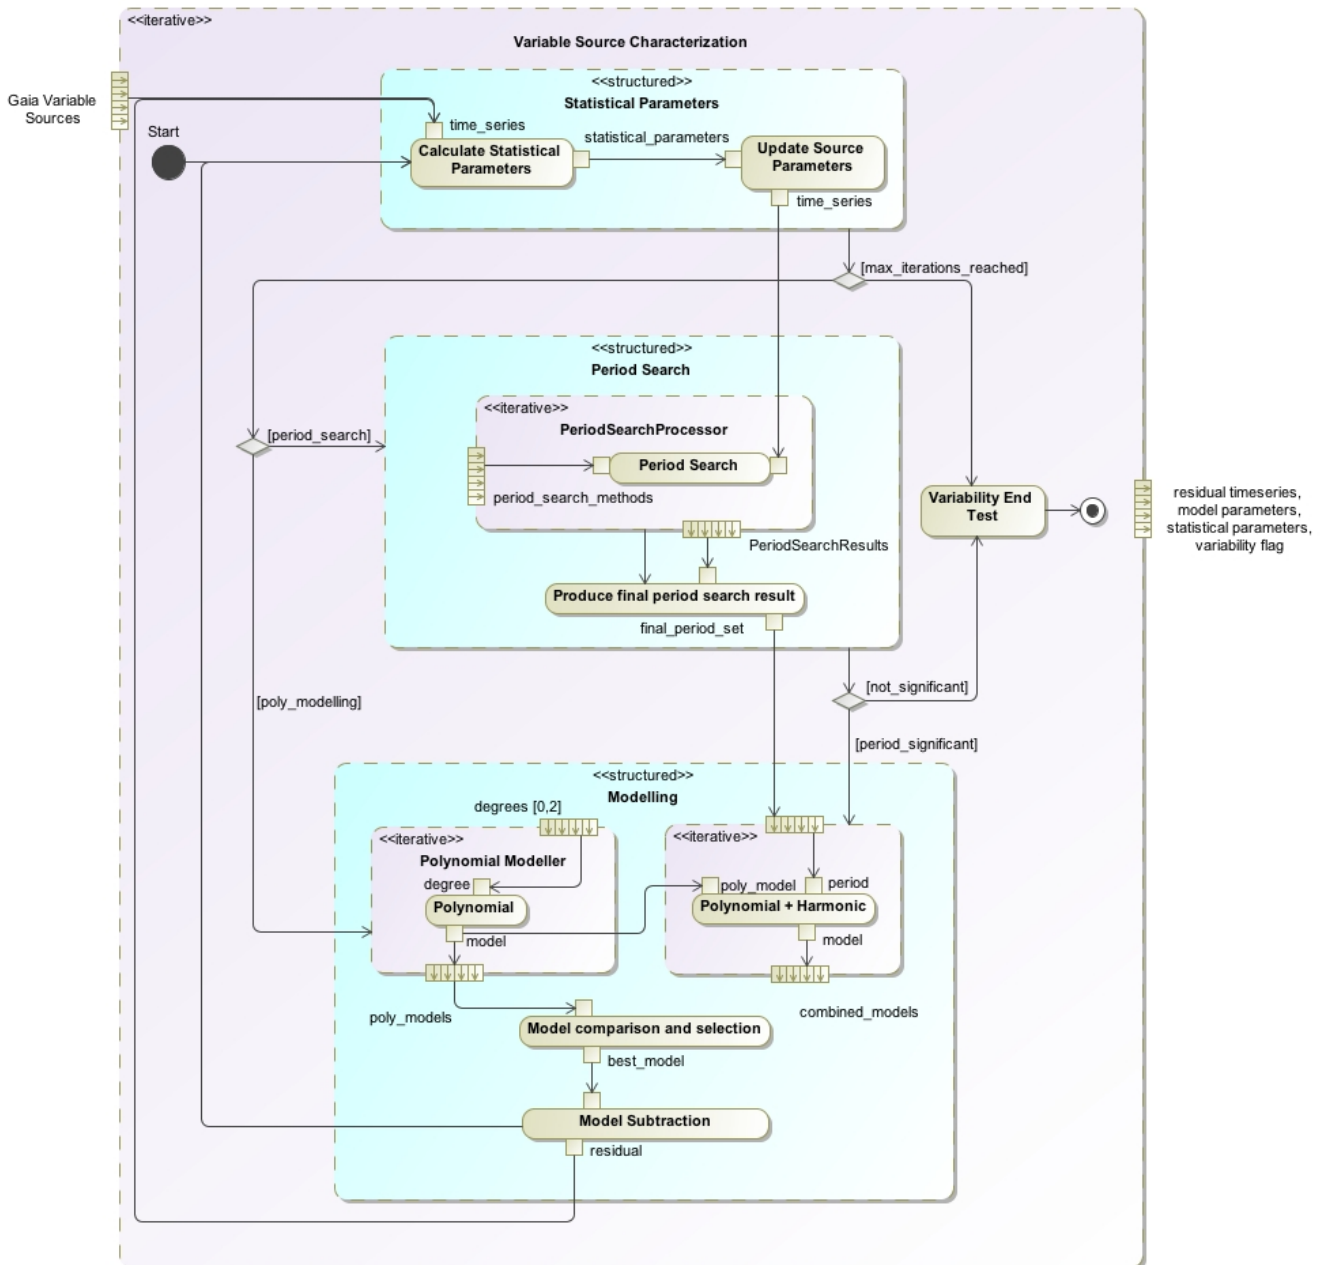 <<iterative>>
Variable Source Characterization
Gaia Variable
Sources
Start
<<structured>>
Statistical Parameters
time_series
Calculate Statistical
Parameters
statistical_parameters
Update Source
Parameters
time_series
[max_iterations_reached]
<<structured>>
Period Search
<<iterative>>
PeriodSearchProcessor
[period_search]
Period Search
period_search_methods
PeriodSearchResults
Produce final period search result
final_period_set
Variability End
Test
residual timeseries,
model parameters,
statistical parameters,
variability flag
[not_significant]
[poly_modelling]
[period_significant]
<<structured>>
Modelling
degrees [0,2]
<<iterative>>
Polynomial Modeller
degree
Polynomial
model
<<iterative>>
poly_model
period
Polynomial + Harmonic
model
poly_models
combined_models
Model comparison and selection
best_model
Model Subtraction
residual